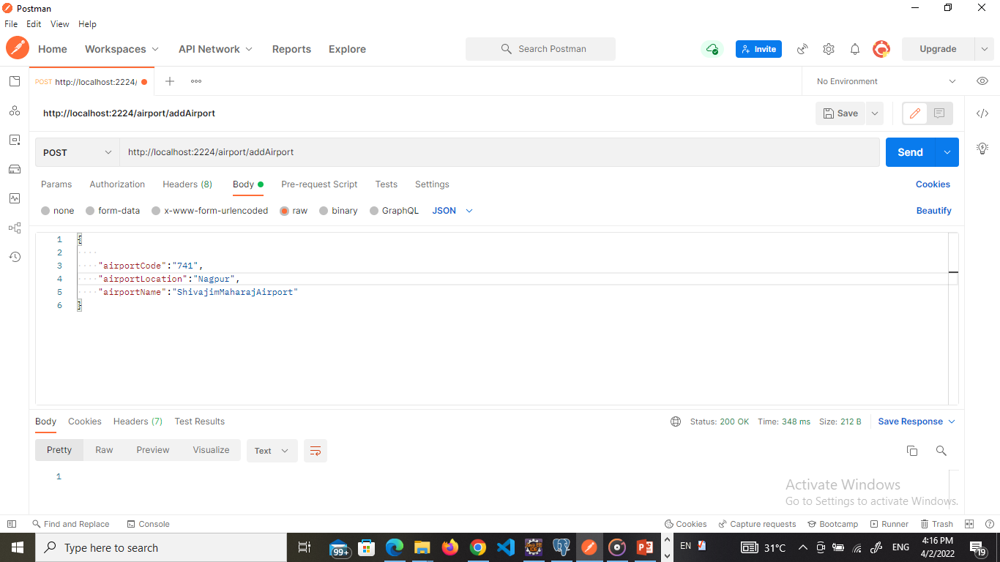 Postman
File Edit View Help
Home Workspaces API Network Reports Explore Search Postman Invite Upgrade
POST http://localhost:2224/ No Environment
http://localhost:2224/airport/addAirport Save
POST http://localhost:2224/airport/addAirport Send
Params Authorization Headers (8) Body Pre-request Script Tests Settings Cookies
none form-data x-www-form-urlencoded raw binary GraphQL JSON Beautify
1 {
2
3 "airportCode":"741",
4 "airportLocation":"Nagpur",
5 "airportName":"ShivajimMaharajAirport"
6 }
Body Cookies Headers (7) Test Results Status: 200 OK Time: 348 ms Size: 212 B Save Response
Pretty Raw Preview Visualize Text
1
Activate Windows
Go to Settings to activate Windows.
Find and Replace Console Cookies Capture requests Bootcamp Runner Trash
Type here to search 99+ EN 31°C ENG 4:16 PM
4/2/2022 19